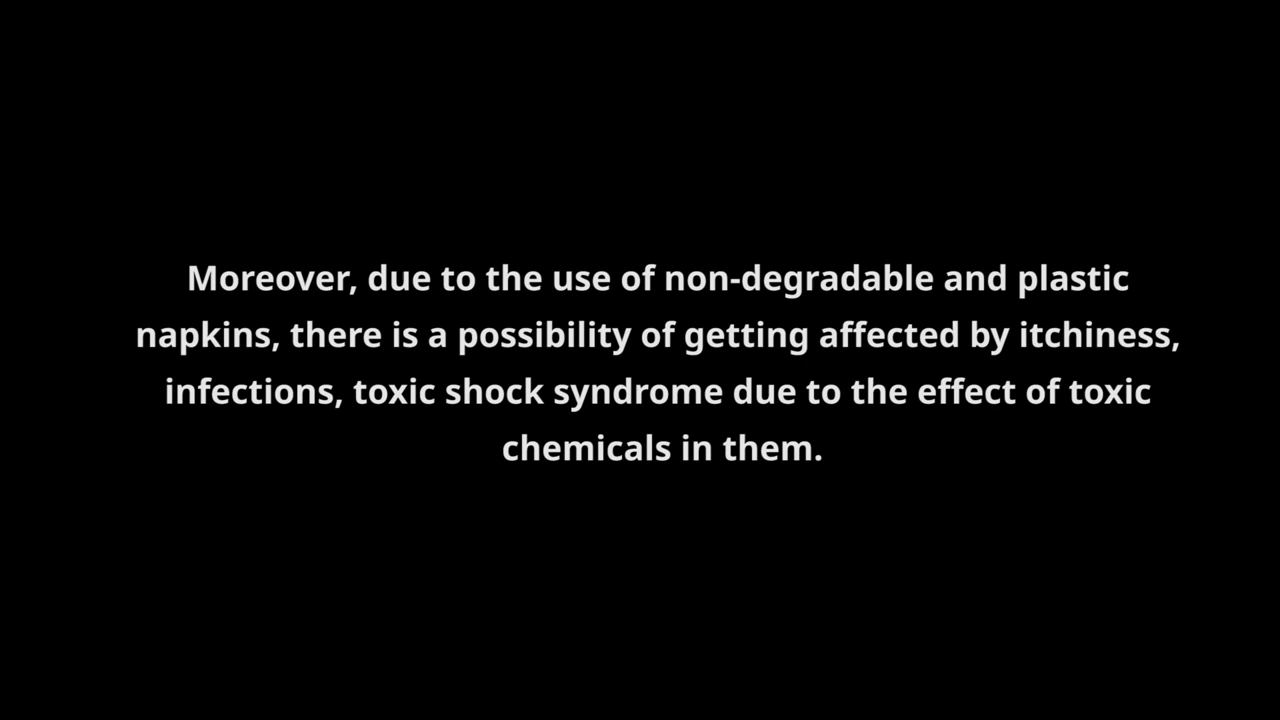 Moreover, due to the use of non-degradable and plastic
napkins, there is a possibility of getting affected by itchiness,
infections, toxic shock syndrome due to the effect of toxic
chemicals in them.